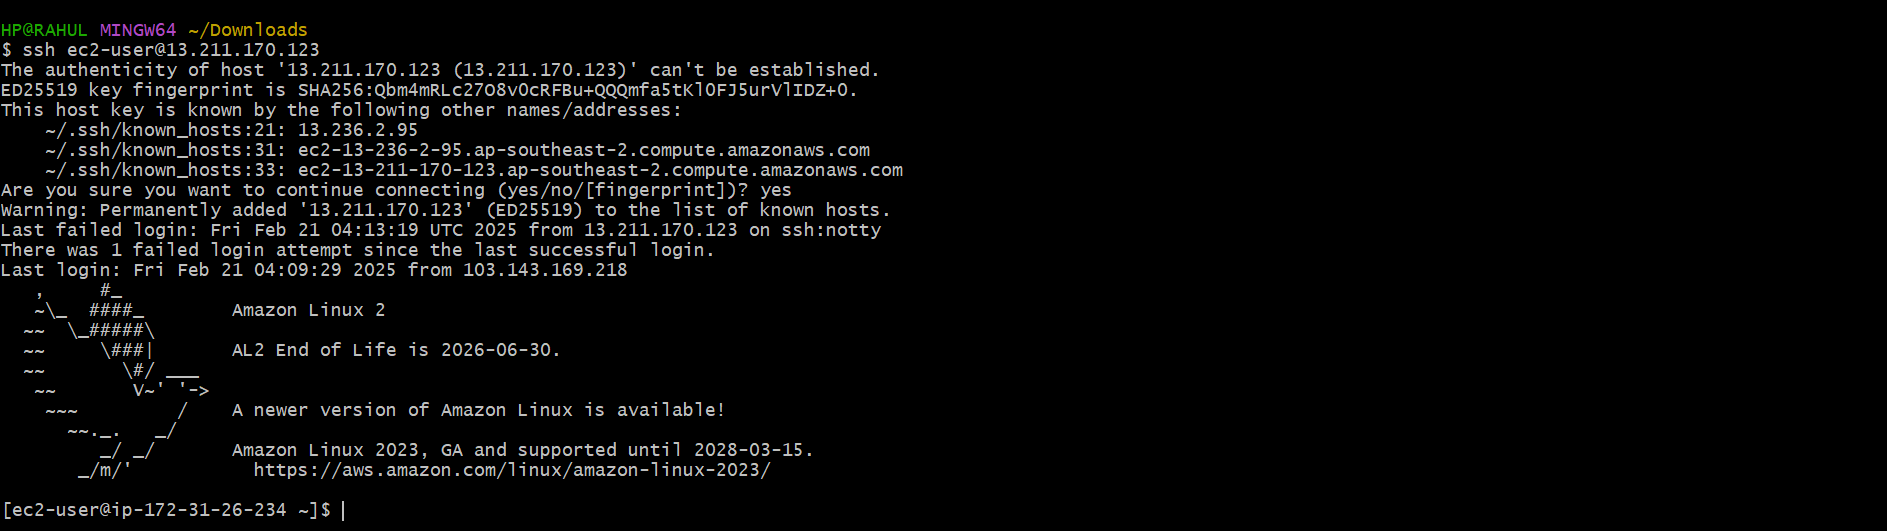 HP@RAHUL MINGW64 ~/Downloads
$ ssh ec2-user@13.211.170.123
The authenticity of host '13.211.170.123 (13.211.170.123)' can't be established.
ED25519 key fingerprint is SHA256:Qbm4mRLc27O8v0cRFBu+QQQmfa5tKl0FJ5urVlIDZ+0.
This host key is known by the following other names/addresses:
    ~/.ssh/known_hosts:21: 13.236.2.95
    ~/.ssh/known_hosts:31: ec2-13-236-2-95.ap-southeast-2.compute.amazonaws.com
    ~/.ssh/known_hosts:33: ec2-13-211-170-123.ap-southeast-2.compute.amazonaws.com
Are you sure you want to continue connecting (yes/no/[fingerprint])? yes
Warning: Permanently added '13.211.170.123' (ED25519) to the list of known hosts.
Last failed login: Fri Feb 21 04:13:19 UTC 2025 from 13.211.170.123 on ssh:notty
There was 1 failed login attempt since the last successful login.
Last login: Fri Feb 21 04:09:29 2025 from 103.143.169.218
   ,     #_
   ~\_  ####_        Amazon Linux 2
  ~~  \_#####\
  ~~     \###|       AL2 End of Life is 2026-06-30.
  ~~       \#/ ___
   ~~       V~' '->
    ~~~         /    A newer version of Amazon Linux is available!
      ~~._.   _/
         _/ _/       Amazon Linux 2023, GA and supported until 2028-03-15.
       _/m/'           https://aws.amazon.com/linux/amazon-linux-2023/
[ec2-user@ip-172-31-26-234 ~]$